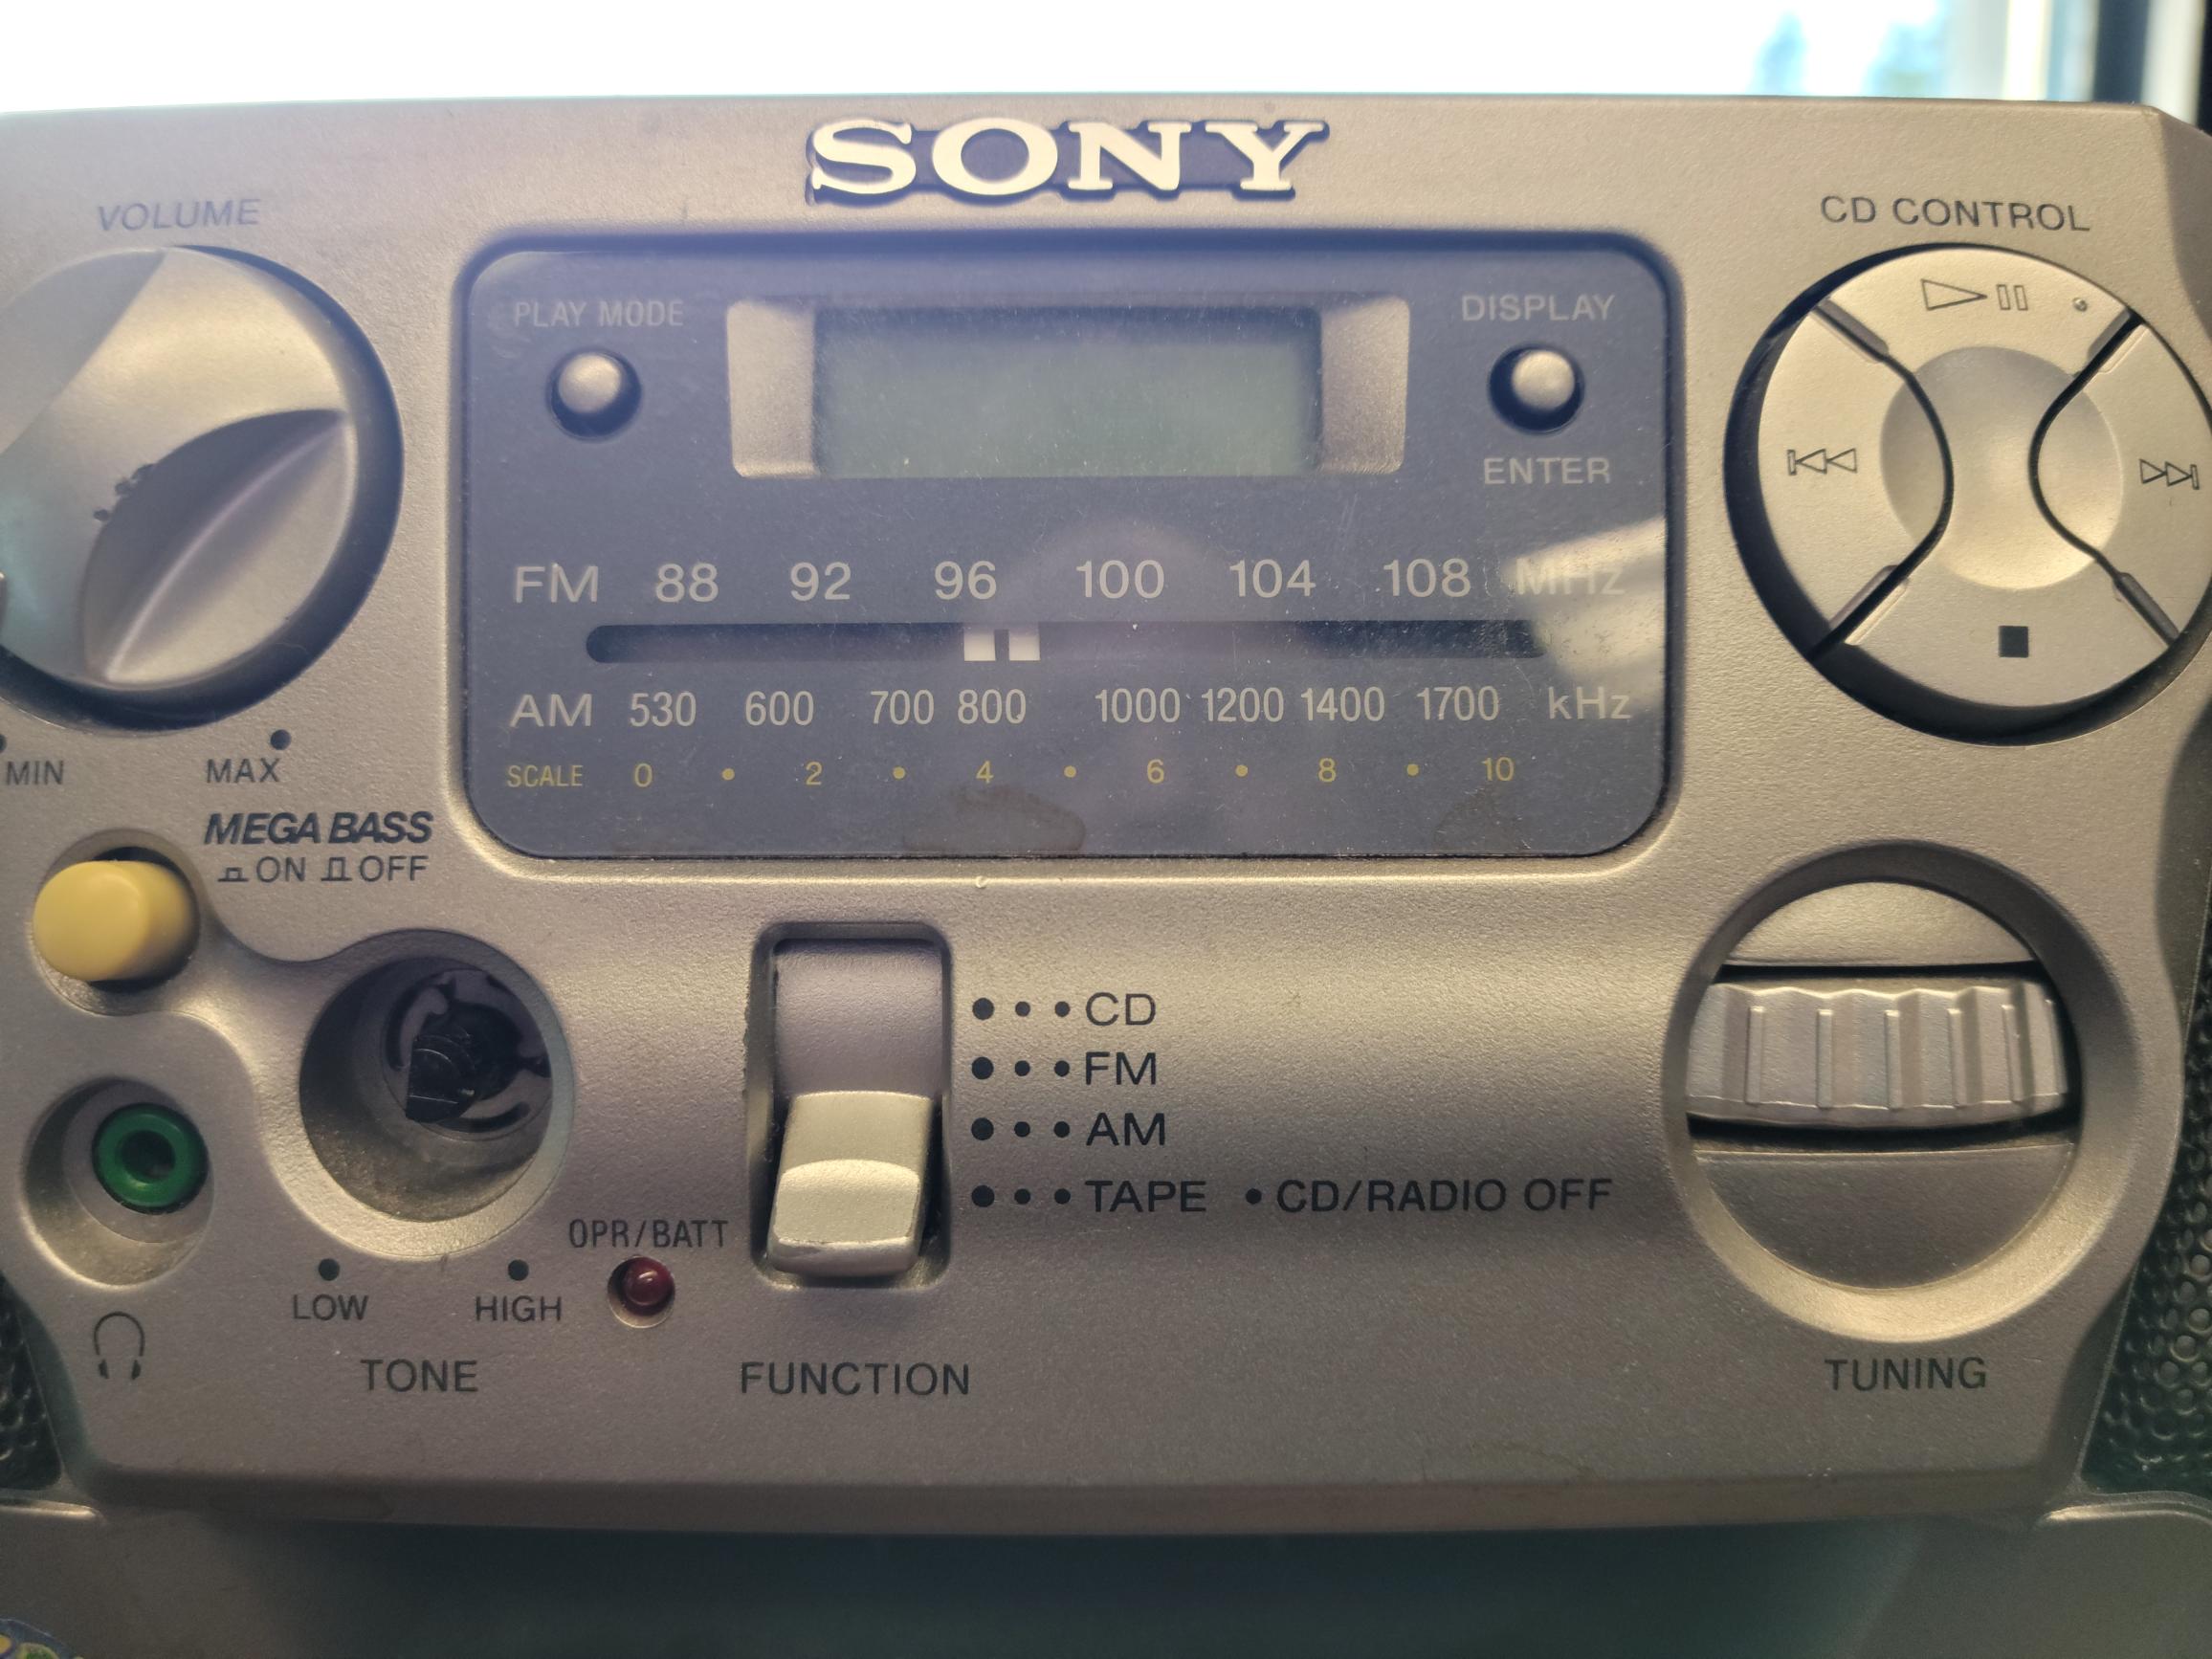 SONY
VOLUME
CD CONTROL
PLAY MODE
DISPLAY
ENTER
FM 88 92 96 100 104 108 MHz
AM 530 600 700 800 1000 1200 1400 1700 kHz
SCALE 0 • 2 • 4 • 6 • 8 • 10
MIN MAX
MEGA BASS
ON OFF
•••CD
•••FM
•••AM
•••TAPE •CD/RADIO OFF
OPR/BATT
LOW HIGH
TONE
FUNCTION
TUNING